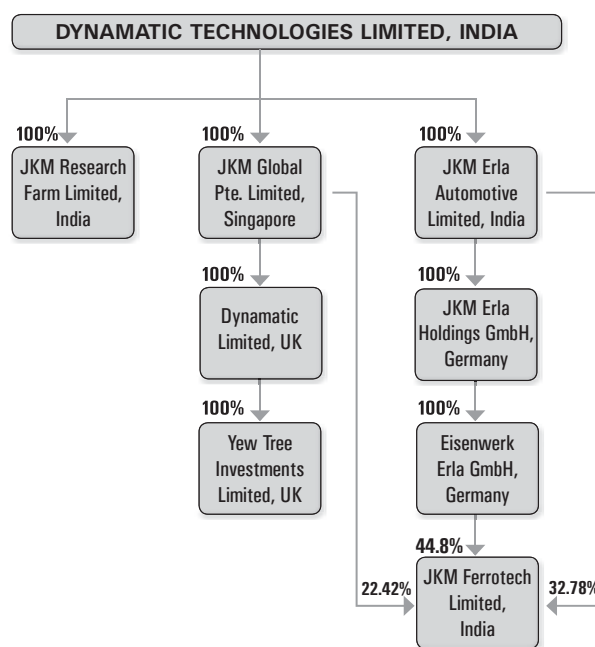 DYNAMATIC TECHNOLOGIES LIMITED, INDIA
100%
JKM Research
Farm Limited,
India
100%
JKM Global
Pte. Limited,
Singapore
100%
JKM Erla
Automotive
Limited, India
100%
Dynamatic
Limited, UK
100%
JKM Erla
Holdings GmbH,
Germany
100%
Yew Tree
Investments
Limited, UK
100%
Eisenwerk
Erla GmbH,
Germany
44.8%
22.42%
JKM Ferrotech
Limited,
India
32.78%